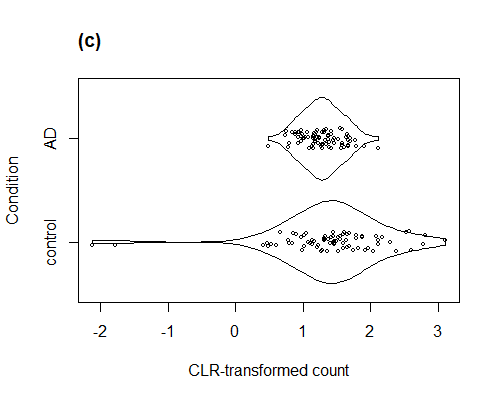 (c)
Condition
AD
control
-2 -1 0 1 2 3
CLR-transformed count